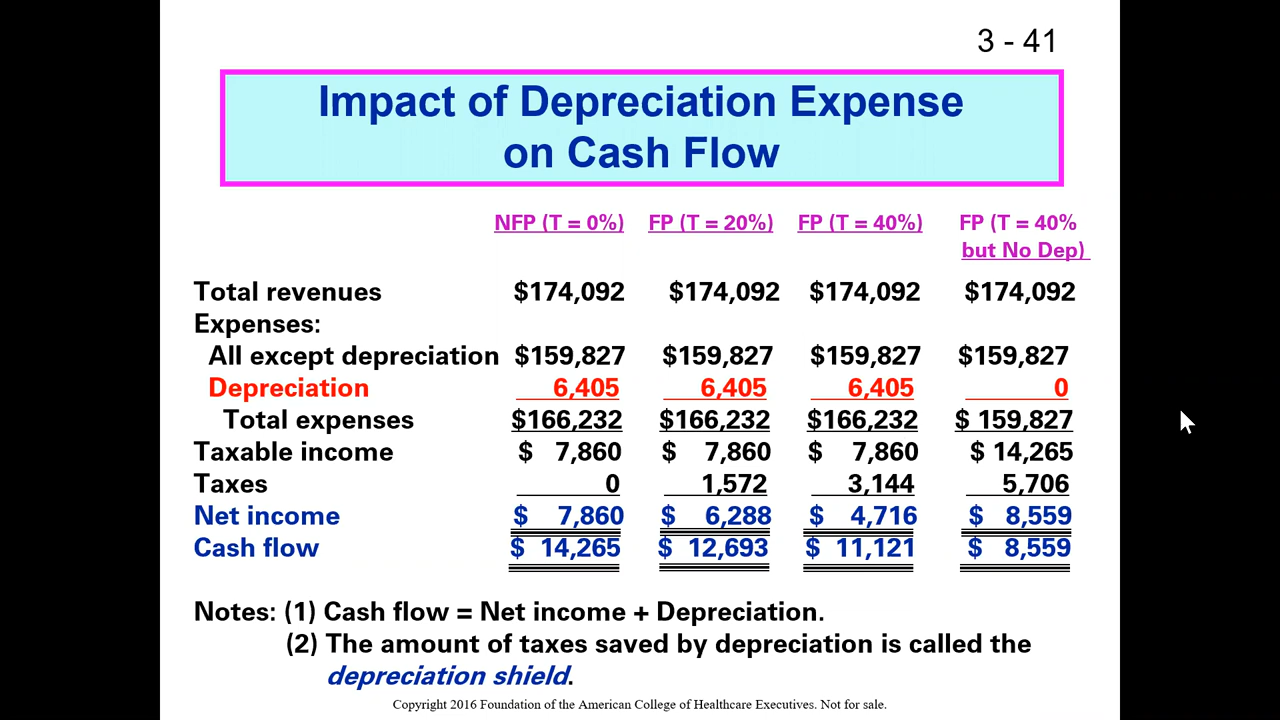 3 - 41
Impact of Depreciation Expense
on Cash Flow
NFP (T = 0%) FP (T = 20%) FP (T = 40%) FP (T = 40%
but No Dep)
Total revenues $174,092 $174,092 $174,092 $174,092
Expenses:
All except depreciation $159,827 $159,827 $159,827 $159,827
Depreciation 6,405 6,405 6,405 0
Total expenses $166,232 $166,232 $166,232 $ 159,827
Taxable income $ 7,860 $ 7,860 $ 7,860 $ 14,265
Taxes 0 1,572 3,144 5,706
Net income $ 7,860 $ 6,288 $ 4,716 $ 8,559
Cash flow $ 14,265 $ 12,693 $ 11,121 $ 8,559
Notes: (1) Cash flow = Net income + Depreciation.
(2) The amount of taxes saved by depreciation is called the
depreciation shield.
Copyright 2016 Foundation of the American College of Healthcare Executives. Not for sale.